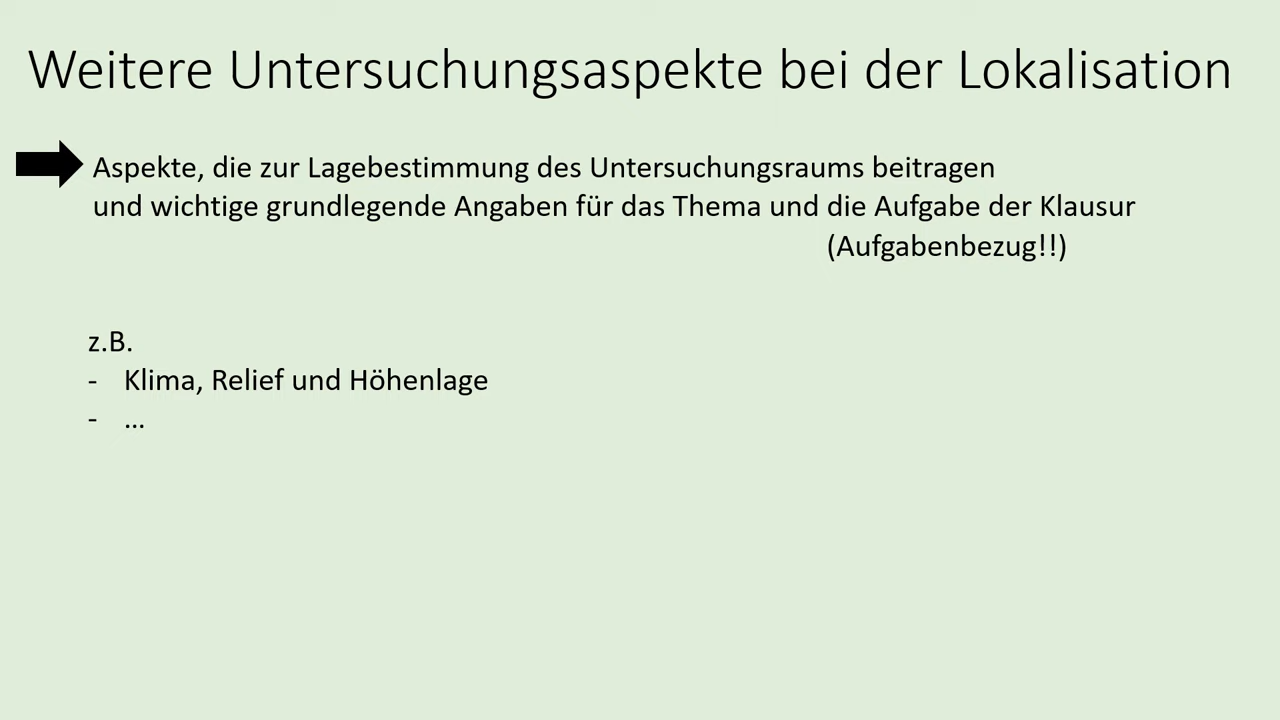 Weitere Untersuchungsaspekte bei der Lokalisation
Aspekte, die zur Lagebestimmung des Untersuchungsraums beitragen
und wichtige grundlegende Angaben für das Thema und die Aufgabe der Klausur
(Aufgabenbezug!!)
z.B.
- Klima, Relief und Höhenlage
- ...